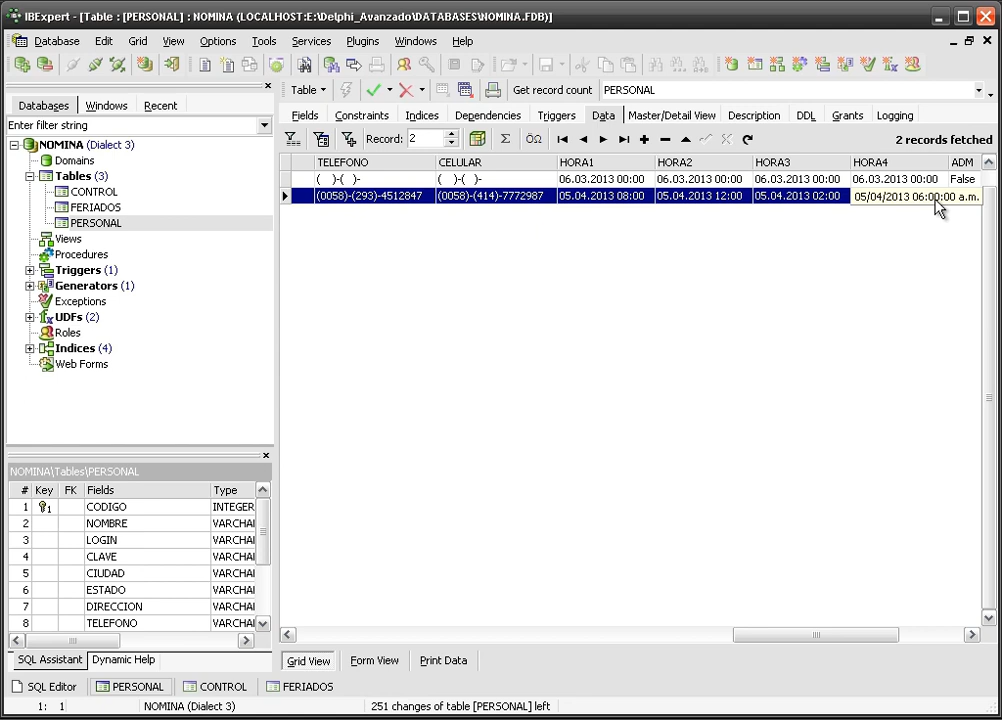 IBExpert - [Table : [PERSONAL] : NOMINA (LOCALHOST:E:\Delphi_Avanzado\DATABASES\NOMINA.FDB)]
Database Edit Grid View Options Tools Services Plugins Windows Help
Databases Windows Recent
Enter filter string
NOMINA (Dialect 3)
Domains
Tables (3)
CONTROL
FERIADOS
PERSONAL
Views
Procedures
Triggers (1)
Generators (1)
Exceptions
UDFs (2)
Roles
Indices (4)
Web Forms
Table Get record count PERSONAL
Fields Constraints Indices Dependencies Triggers Data Master/Detail View Description DDL Grants Logging
Record: 2 Σ ÖΩ 2 records fetched
TELEFONO CELULAR HORA1 HORA2 HORA3 HORA4 ADM
( )-( )- ( )-( )- 06.03.2013 00:00 06.03.2013 00:00 06.03.2013 00:00 06.03.2013 00:00 False
(0058)-(293)-4512847 (0058)-(414)-7772987 05.04.2013 08:00 05.04.2013 12:00 05.04.2013 02:00 05/04/2013 06:00:00 a.m.
NOMINA\Tables\PERSONAL
# Key FK Fields Type
1 1 CODIGO INTEGER
2 NOMBRE VARCHA
3 LOGIN VARCHA
4 CLAVE VARCHA
5 CIUDAD VARCHA
6 ESTADO VARCHA
7 DIRECCION VARCHA
8 TELEFONO VARCHA
SQL Assistant Dynamic Help
Grid View Form View Print Data
SQL Editor PERSONAL CONTROL FERIADOS
1: 1 NOMINA (Dialect 3) 251 changes of table [PERSONAL] left